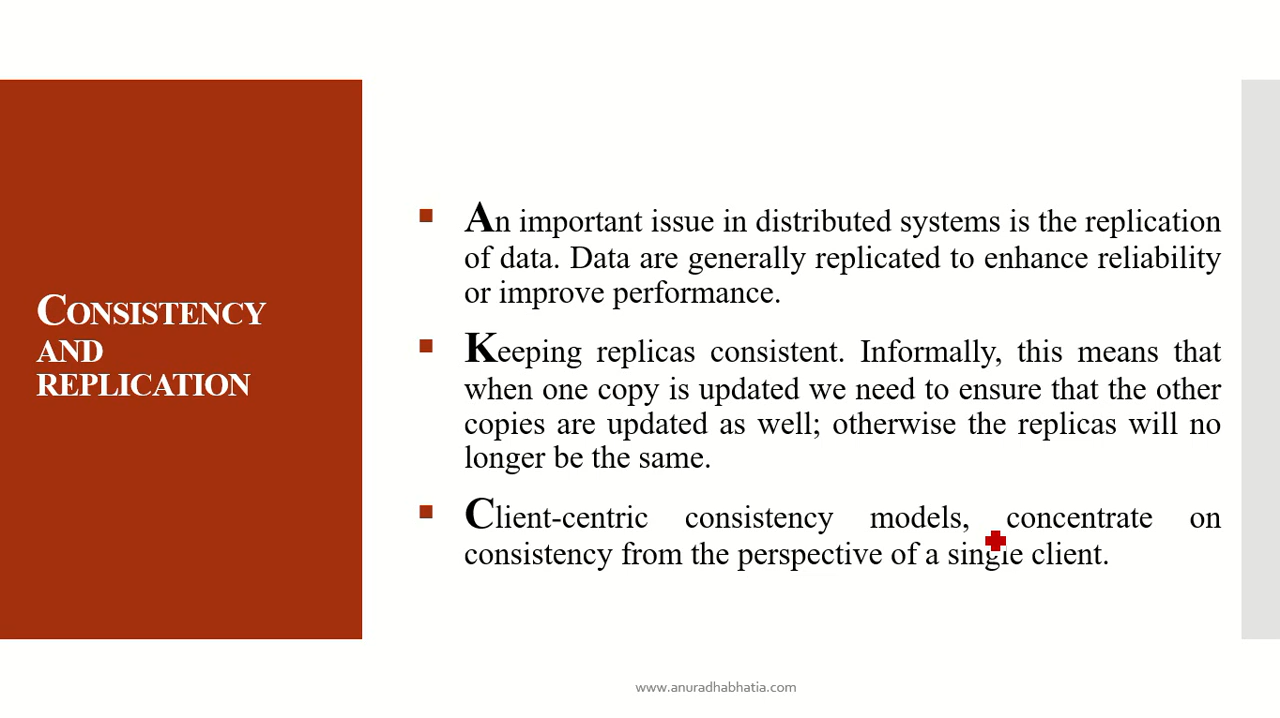 CONSISTENCY
AND
REPLICATION
An important issue in distributed systems is the replication
of data. Data are generally replicated to enhance reliability
or improve performance.
Keeping replicas consistent. Informally, this means that
when one copy is updated we need to ensure that the other
copies are updated as well; otherwise the replicas will no
longer be the same.
Client-centric consistency models, concentrate on
consistency from the perspective of a single client.
www.anuradhabhatia.com